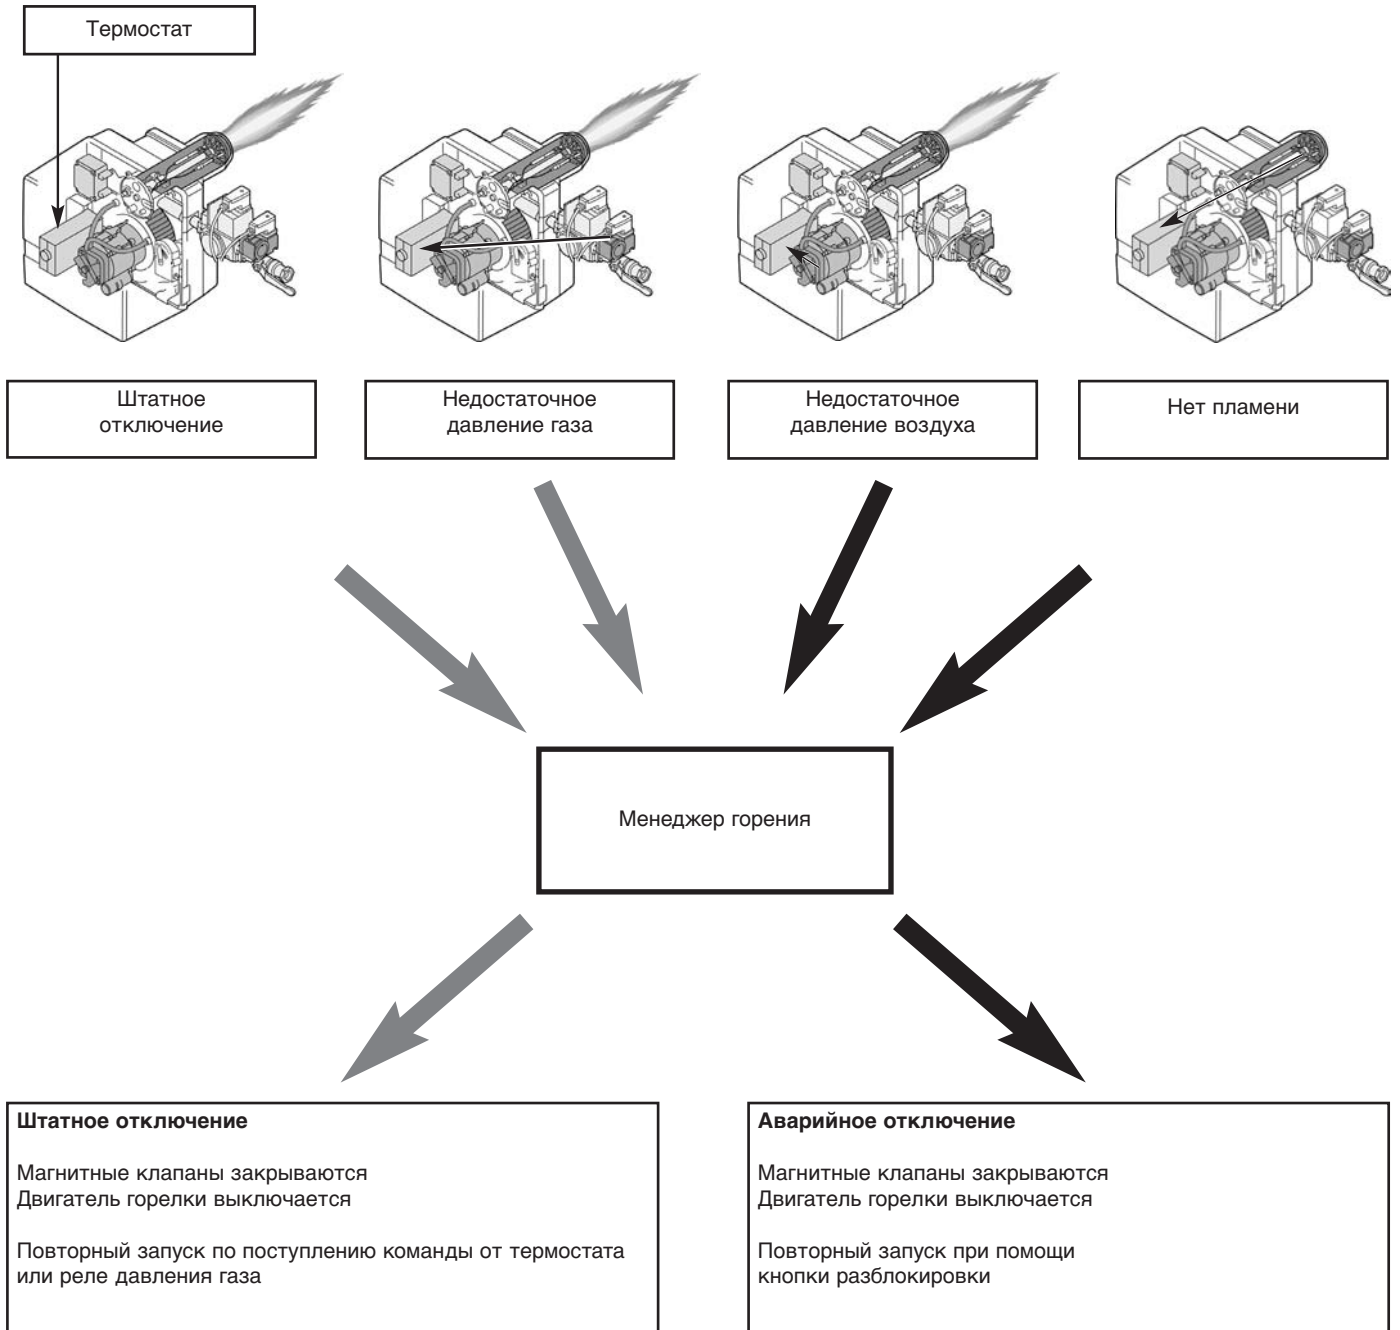 Термостат
Штатное
отключение
Недостаточное
давление газа
Недостаточное
давление воздуха
Нет пламени
Менеджер горения
Штатное отключение
Магнитные клапаны закрываются
Двигатель горелки выключается
Повторный запуск по поступлению команды от термостата
или реле давления газа
Аварийное отключение
Магнитные клапаны закрываются
Двигатель горелки выключается
Повторный запуск при помощи
кнопки разблокировки